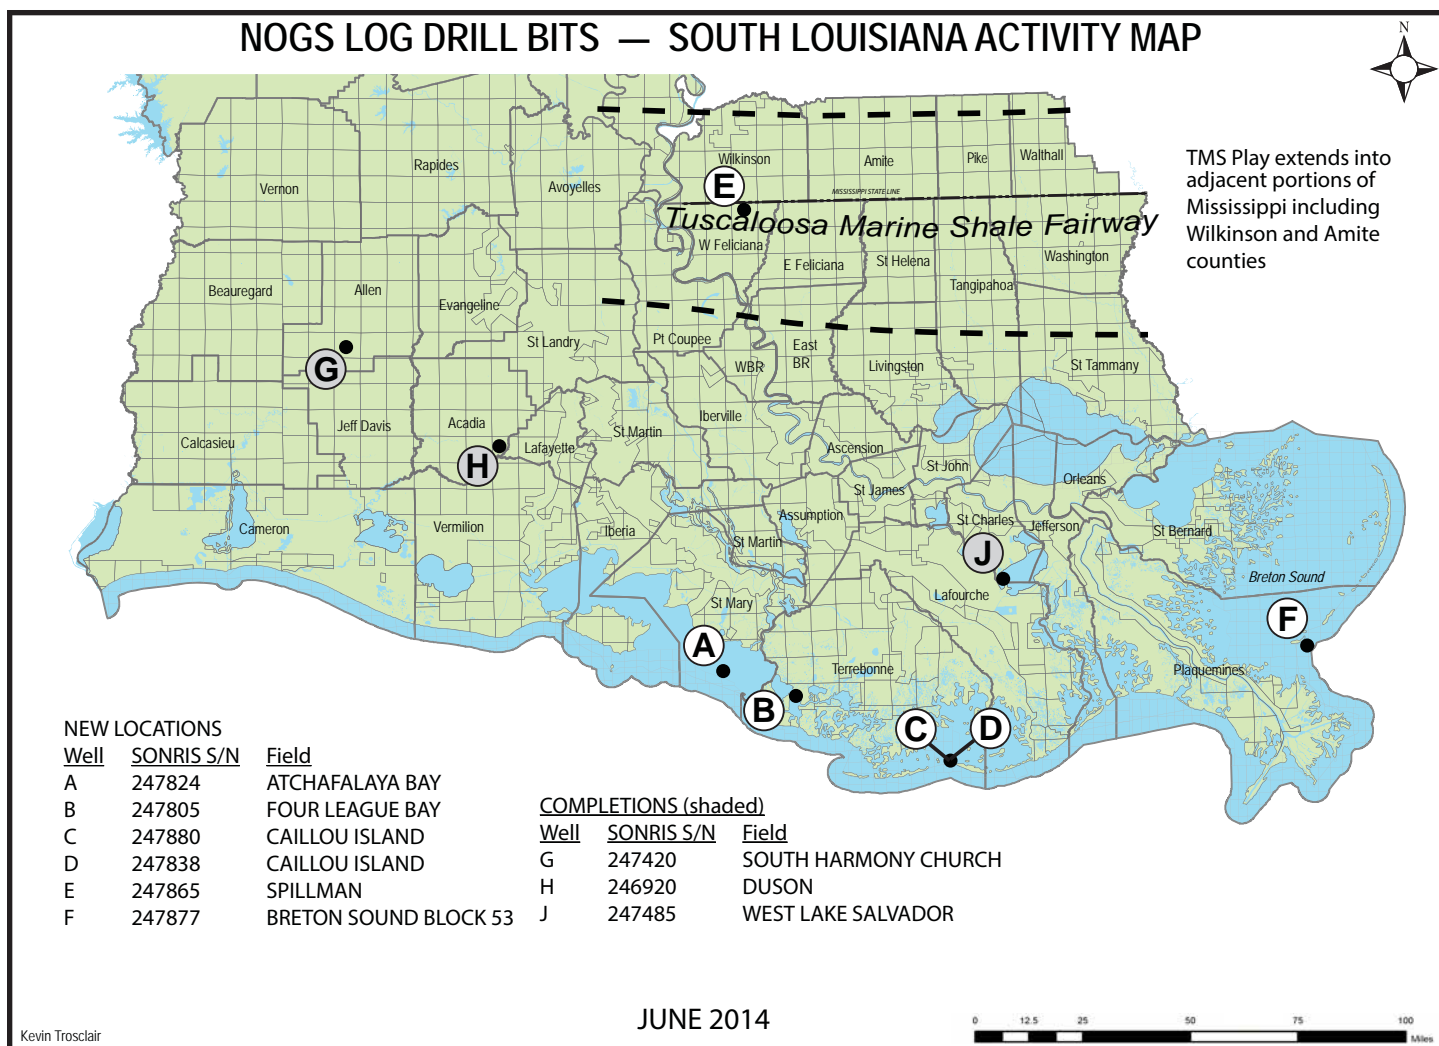 NOGS LOG DRILL BITS — SOUTH LOUISIANA ACTIVITY MAP
N
TMS Play extends into
adjacent portions of
Mississippi including
Wilkinson and Amite
counties
Wilkinson
Amite
Pike
Walthall
Rapides
Vernon
Avoyelles
E
MISSISSIPPI STATE LINE
Tuscaloosa Marine Shale Fairway
W Feliciana
E Feliciana
St Helena
Washington
Tangipahoa
Beauregard
Allen
Evangeline
St Landry
Pt Coupee
WBR
East
BR
Livingston
St Tammany
G
Iberville
Jeff Davis
Acadia
Lafayette
St Martin
Calcasieu
H
Ascension
St John
St James
Orleans
Cameron
Vermilion
Iberia
St Martin
Assumption
St Charles
Jefferson
St Bernard
J
Breton Sound
St Mary
Lafourche
F
A
Terrebonne
Plaquemines
B
C
D
NEW LOCATIONS
Well SONRIS S/N Field
A 247824 ATCHAFALAYA BAY
B 247805 FOUR LEAGUE BAY
C 247880 CAILLOU ISLAND
D 247838 CAILLOU ISLAND
E 247865 SPILLMAN
F 247877 BRETON SOUND BLOCK 53
COMPLETIONS (shaded)
Well SONRIS S/N Field
G 247420 SOUTH HARMONY CHURCH
H 246920 DUSON
J 247485 WEST LAKE SALVADOR
JUNE 2014
Kevin Trosclair
0 12.5 25 50 75 100
Miles